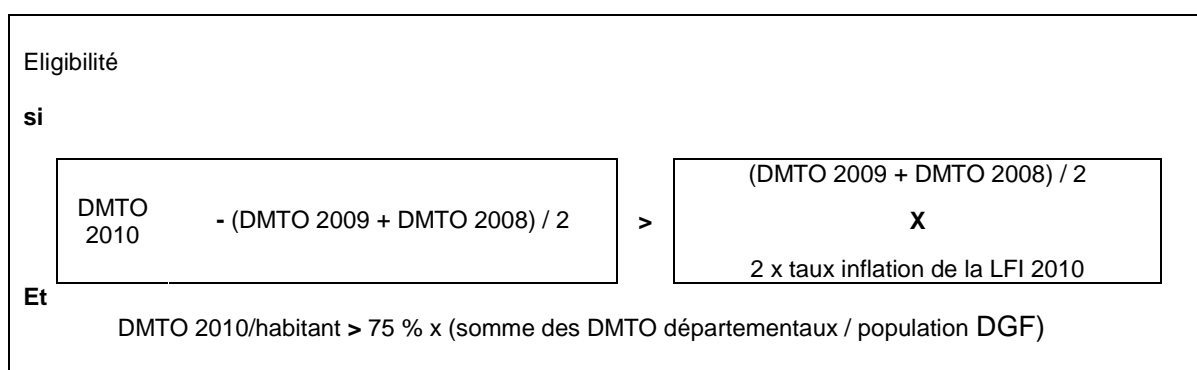 Eligibilité
si
DMTO 2010
- (DMTO 2009 + DMTO 2008) / 2
>
(DMTO 2009 + DMTO 2008) / 2
X
2 x taux inflation de la LFI 2010
Et
DMTO 2010/habitant > 75 % x (somme des DMTO départementaux / population DGF)